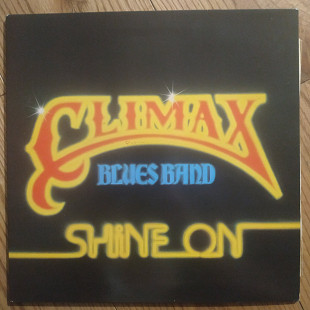 CLIMAX
BLUES BAND
SHINE ON